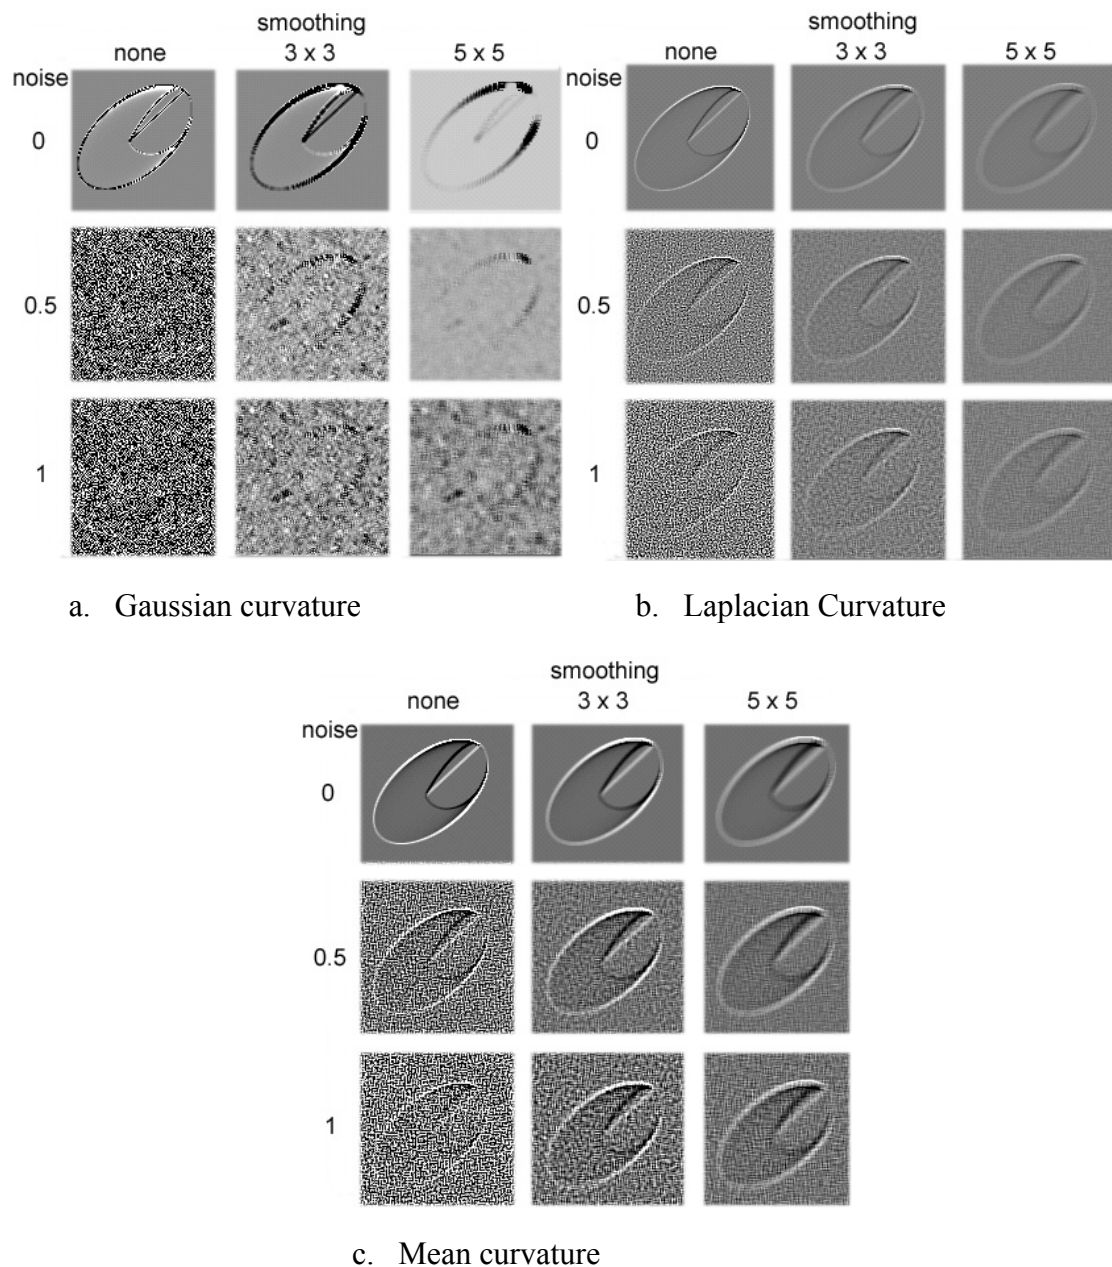 smoothing
none 3 x 3 5 x 5
noise
0
0.5
1
a. Gaussian curvature
smoothing
none 3 x 3 5 x 5
noise
0
0.5
1
b. Laplacian Curvature
smoothing
none 3 x 3 5 x 5
noise
0
0.5
1
c. Mean curvature